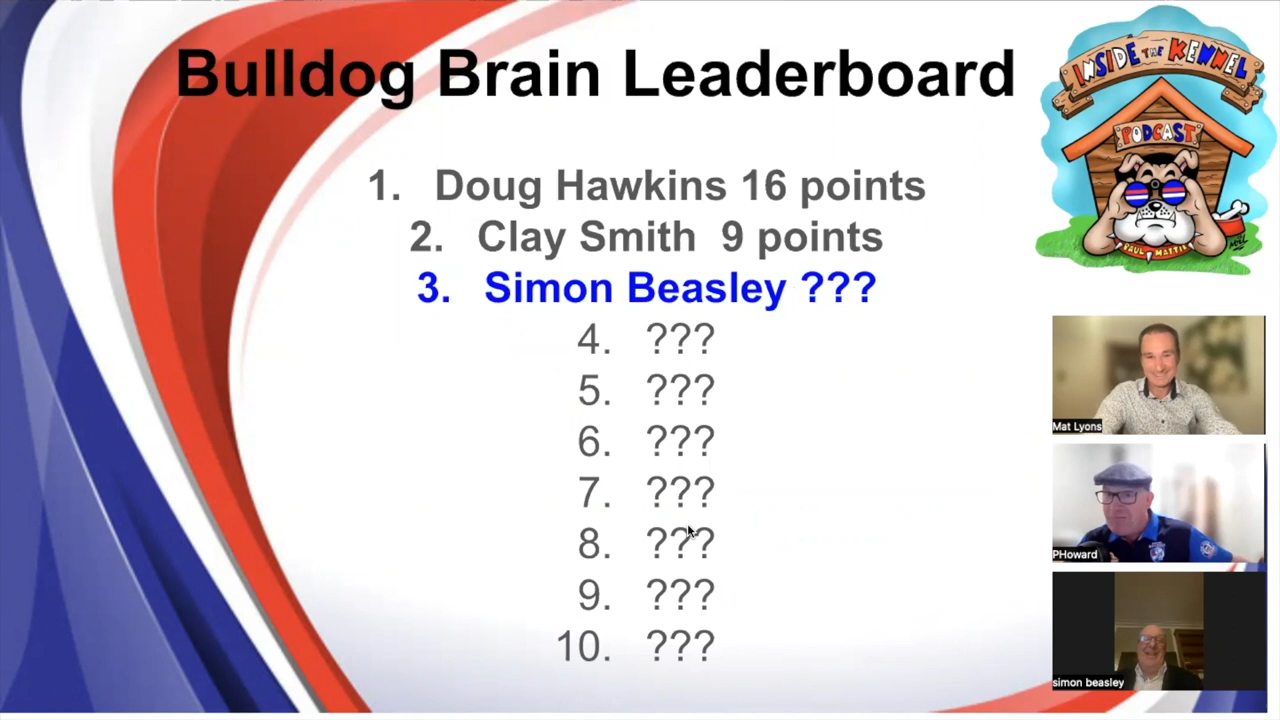 Bulldog Brain Leaderboard
1. Doug Hawkins 16 points
2. Clay Smith 9 points
3. Simon Beasley ???
4. ???
5. ???
6. ???
7. ???
8. ???
9. ???
10. ???
INSIDE THE KENNEL
PODCAST
PAUL MATTIE
Mat Lyons
PHoward
simon beasley